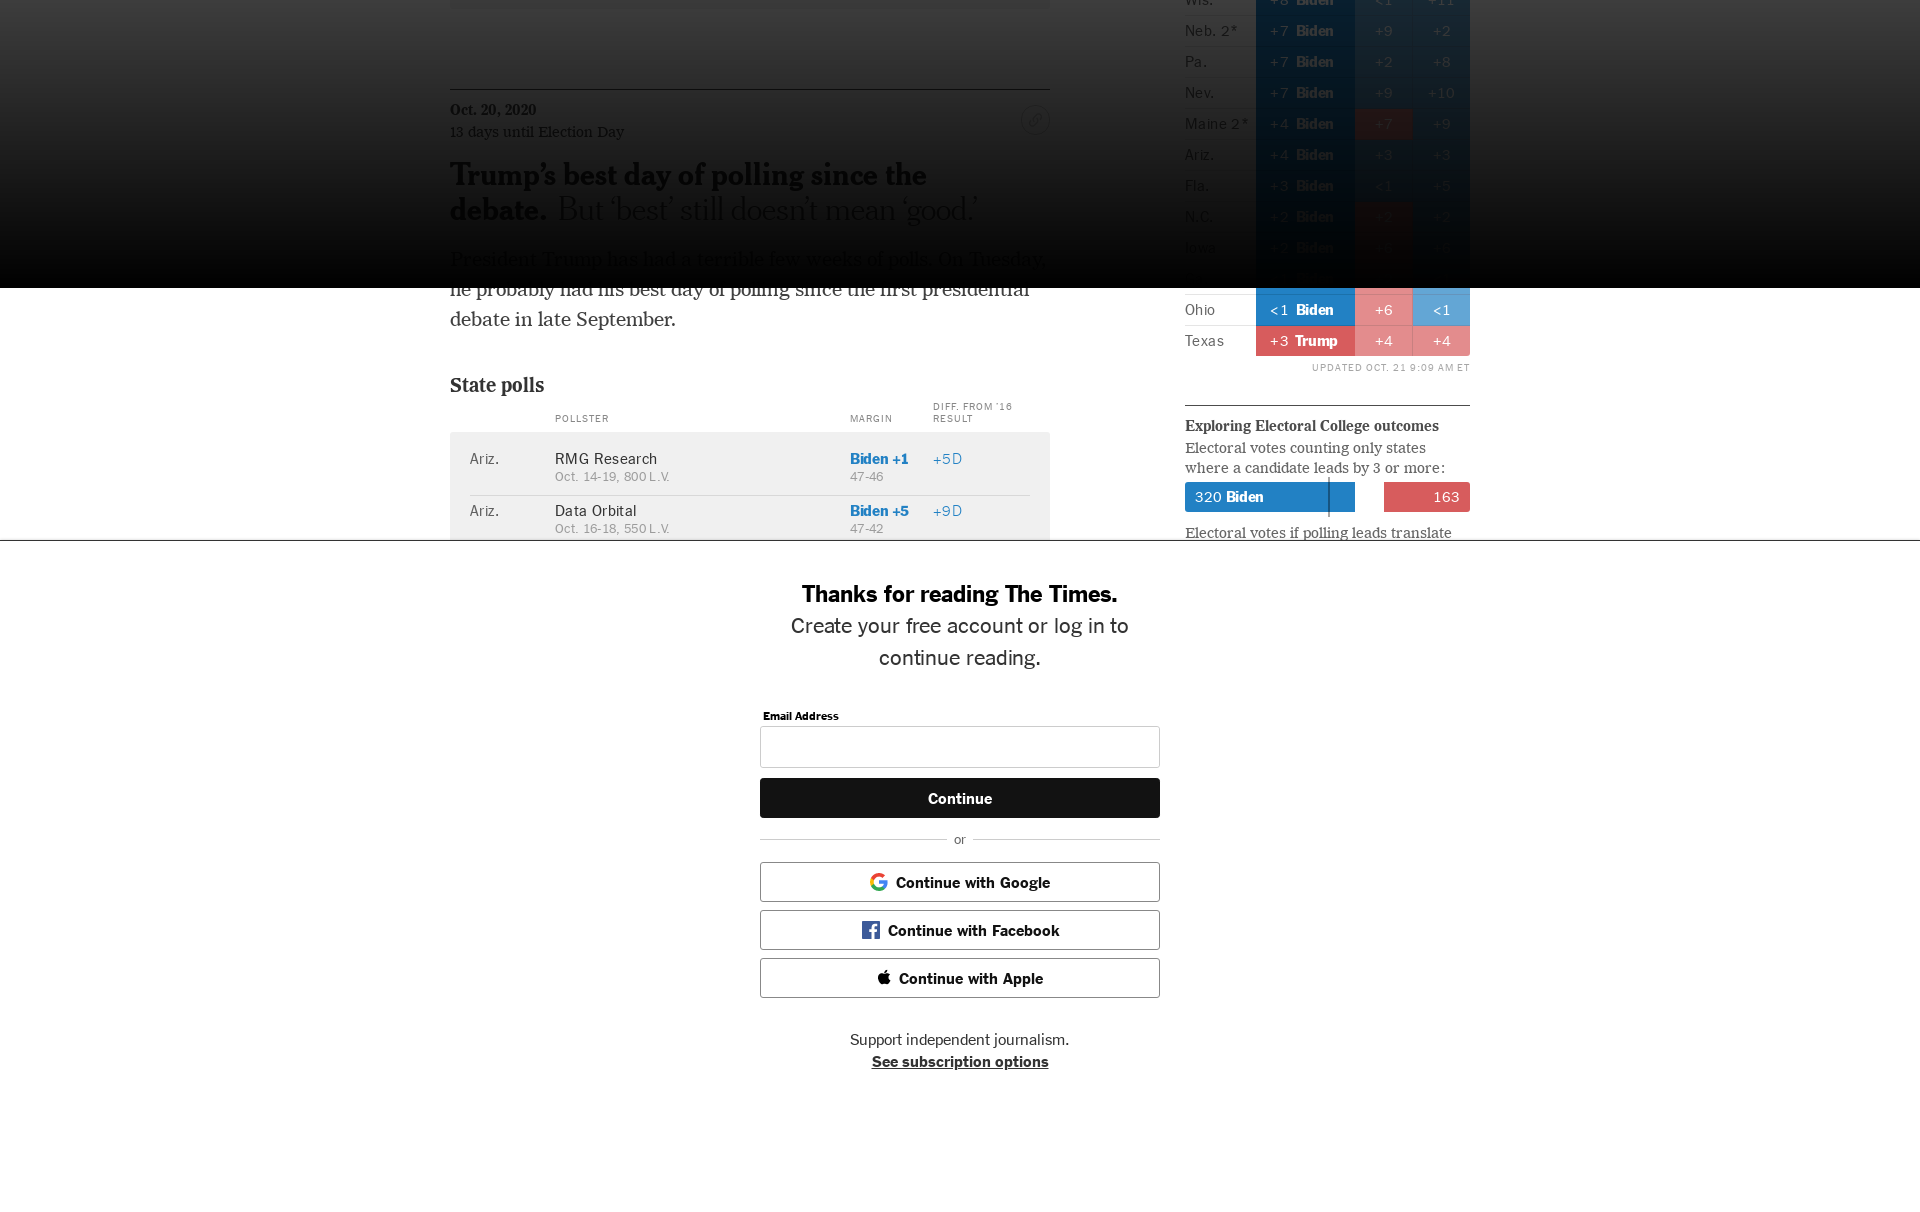 Wis. +8 Biden <1 +11
Neb. 2* +7 Biden +9 +2
Pa. +7 Biden +2 +8
Nev. +7 Biden +9 +10
Maine 2* +4 Biden +7 +9
Ariz. +4 Biden +3 +3
Fla. +3 Biden <1 +5
N.C. +2 Biden +2 +2
Oct. 20, 2020
13 days until Election Day
Trump’s best day of polling since the
debate. But ‘best’ still doesn’t mean ‘good.’
President Trump has had a terrible few weeks of polls. On Tuesday,
he probably had his best day of polling since the first presidential
debate in late September.
Ohio <1 Biden +6 <1
Texas +3 Trump +4 +4
UPDATED OCT. 21 9:09 AM ET
State polls
POLLSTER MARGIN DIFF. FROM ’16
RESULT
Ariz. RMG Research Biden +1 +5D
Oct. 14-19, 800 L.V. 47-46
Ariz. Data Orbital Biden +5 +9D
Oct. 16-18, 550 L.V. 47-42
Exploring Electoral College outcomes
Electoral votes counting only states
where a candidate leads by 3 or more:
320 Biden 163
Electoral votes if polling leads translate
Thanks for reading The Times.
Create your free account or log in to
continue reading.
Email Address
Continue
or
Continue with Google
Continue with Facebook
Continue with Apple
Support independent journalism.
See subscription options